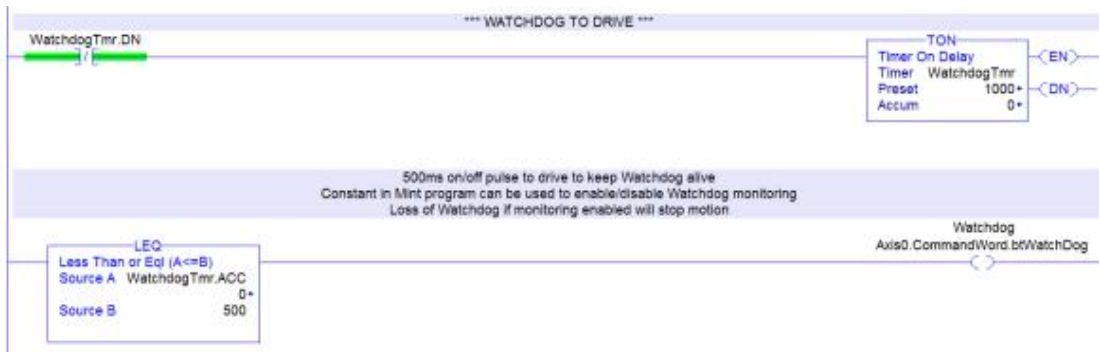 *** WATCHDOG TO DRIVE ***
WatchdogTmr.DN
TON
Timer On Delay
Timer WatchdogTmr
Preset 1000
Accum 0
EN
DN
500ms on/off pulse to drive to keep Watchdog alive
Constant in Mint program can be used to enable/disable Watchdog monitoring
Loss of Watchdog if monitoring enabled will stop motion
LEQ
Less Than or Eql (A<=B)
Source A WatchdogTmr.ACC
0
Source B 500
Watchdog
Axis0.CommandWord.btWatchDog